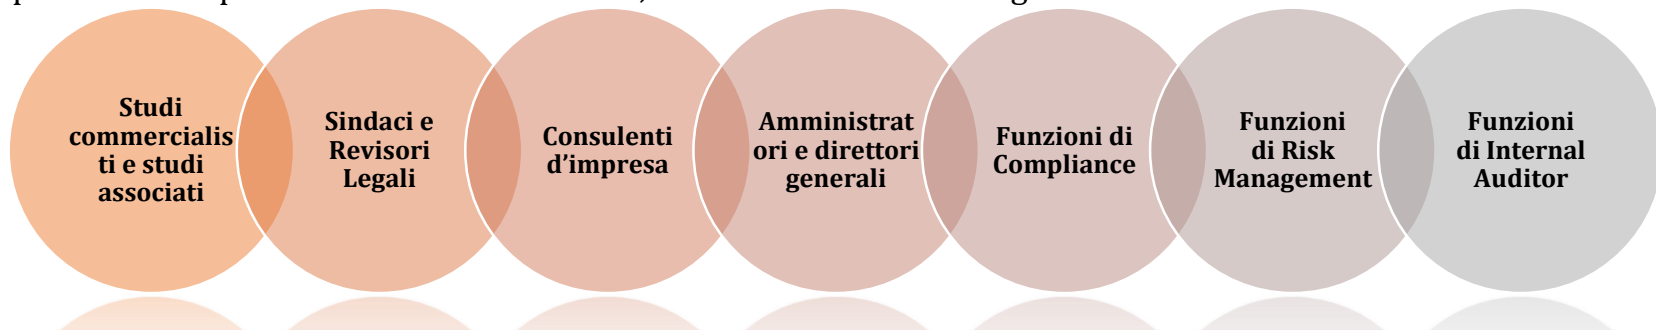 Studi
commercialis
ti e studi
associati
Sindaci e
Revisori
Legali
Consulenti
d’impresa
Amministrat
ori e direttori
generali
Funzioni di
Compliance
Funzioni
di Risk
Management
Funzioni
di Internal
Auditor